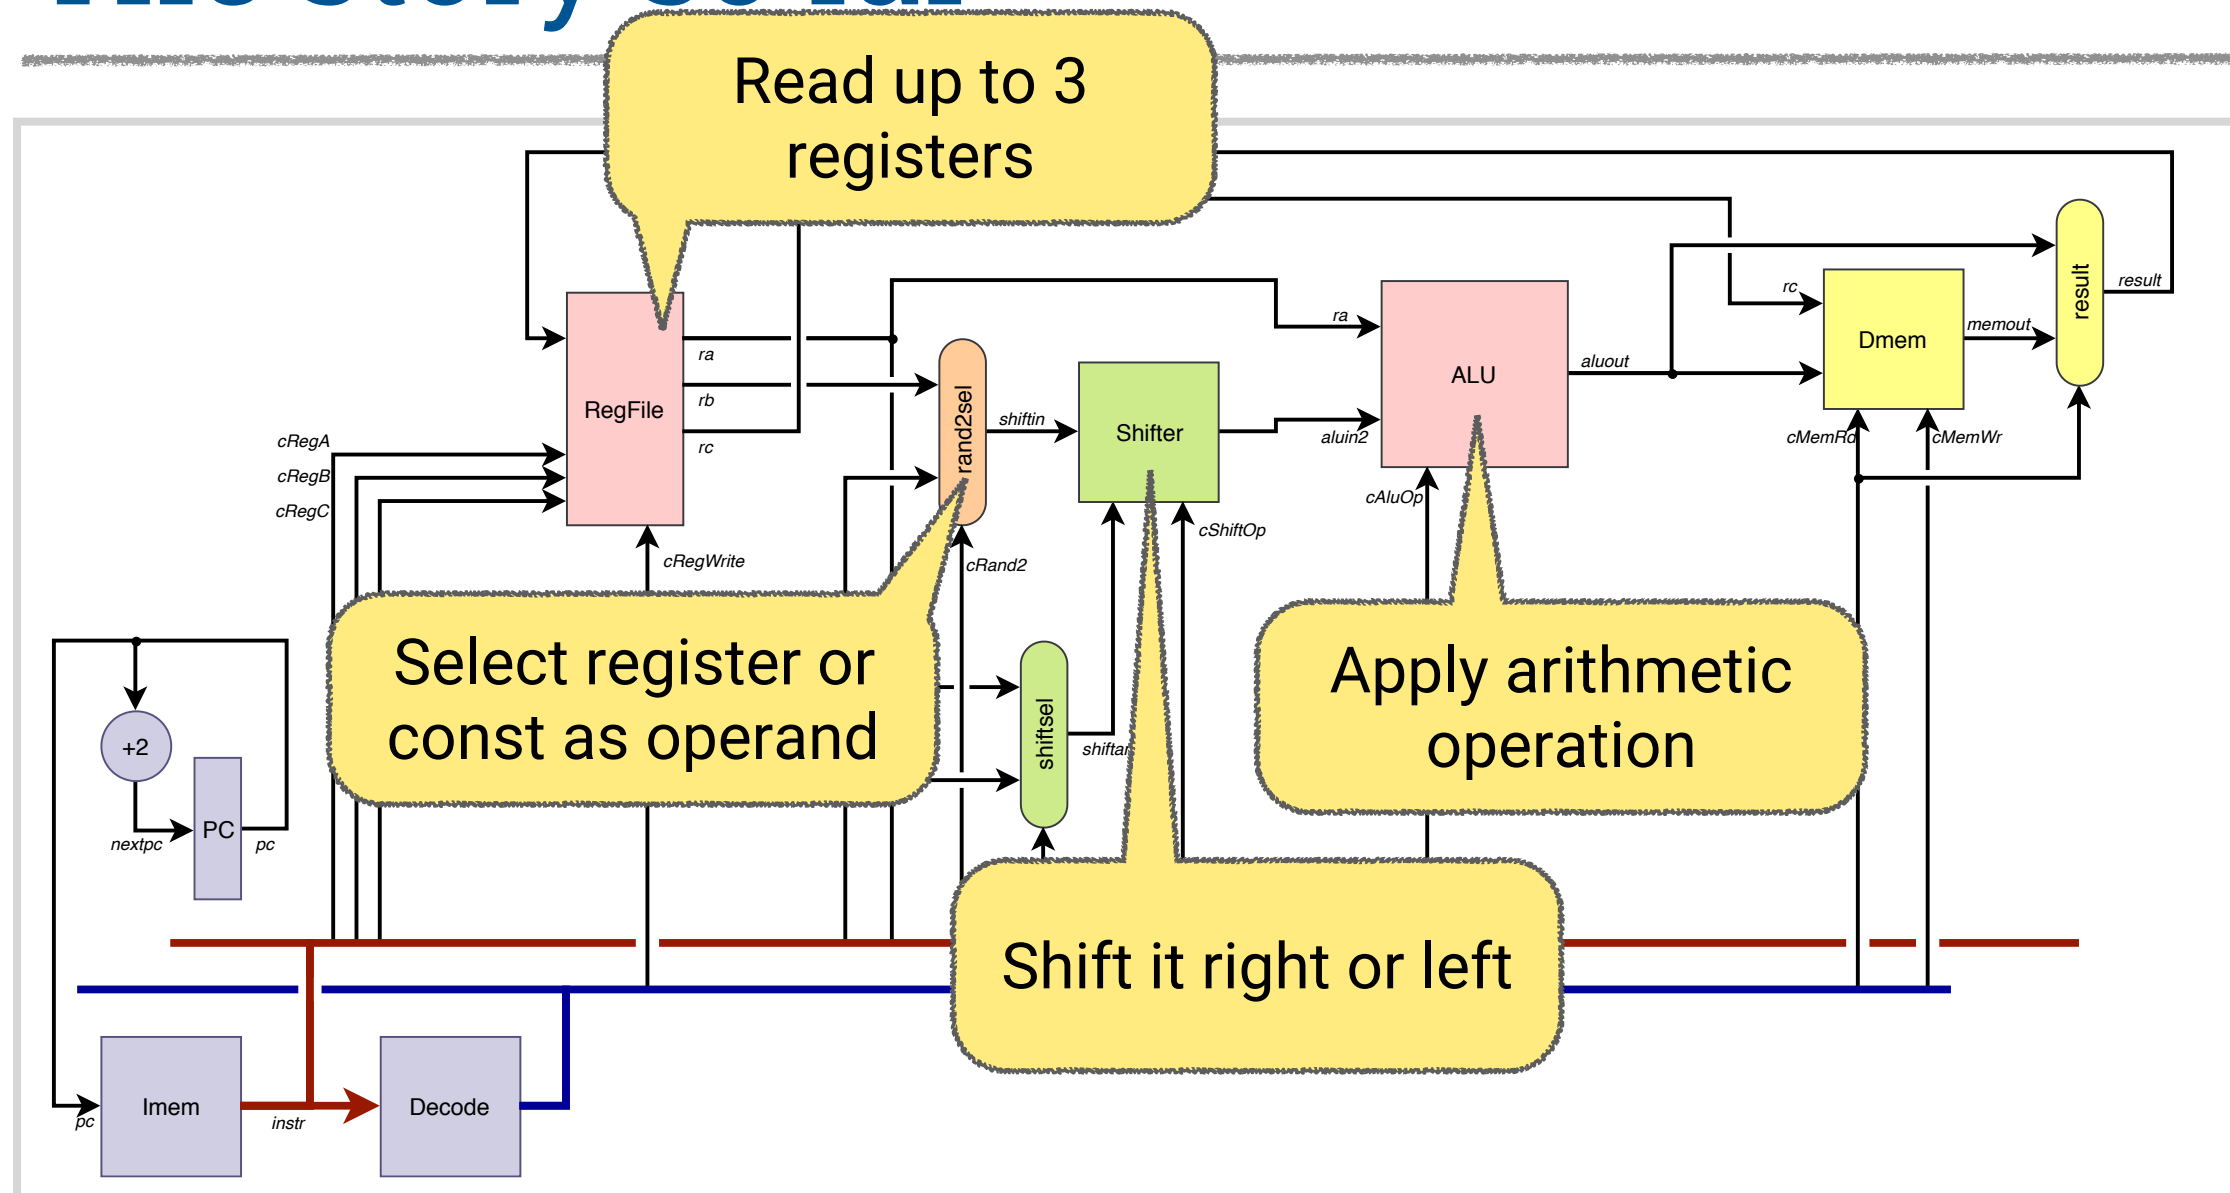 Read up to 3
registers
result
result
rc
Dmem
memout
ra
ALU
aluout
ra
rb
rc
RegFile
rand2sel
shiftin
Shifter
aluin2
cMemRd
cMemWr
cRegA
cRegB
cRegC
cAluOp
cShiftOp
cRegWrite
cRand2
Select register or
const as operand
shiftsel
Apply arithmetic
operation
+2
PC
nextpc
pc
Shift it right or left
Imem
Decode
pc
instr